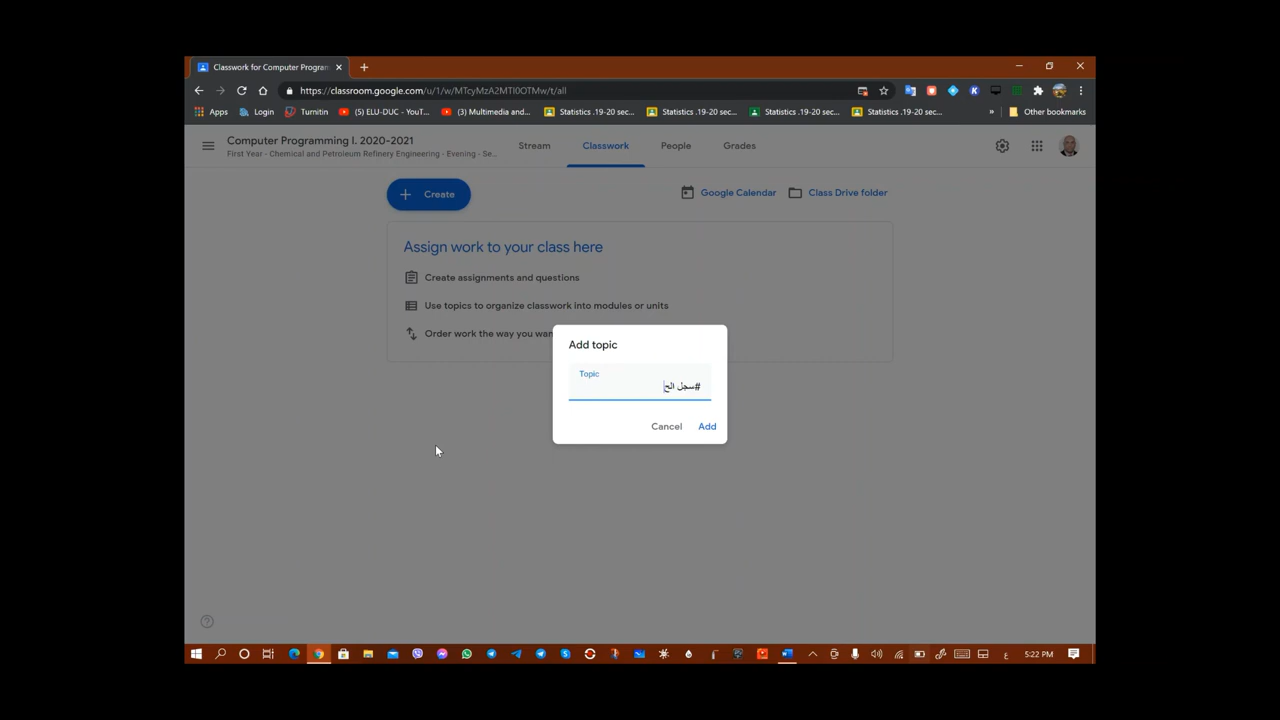 Classwork for Computer Program
https://classroom.google.com/u/1/w/MTcyMzA2MTI0OTMw/t/all
Apps
Login
Turnitin
(5) ELU-DUC - YouT...
(3) Multimedia and...
Statistics .19-20 sec...
Statistics .19-20 sec...
Statistics .19-20 sec...
Statistics .19-20 sec...
»
Other bookmarks
Computer Programming I. 2020-2021
First Year - Chemical and Petroleum Refinery Engineering - Evening - Se...
Stream
Classwork
People
Grades
Create
Google Calendar
Class Drive folder
Assign work to your class here
Create assignments and questions
Use topics to organize classwork into modules or units
Order work the way you wan
Add topic
Topic
#سجل الح
Cancel
Add
ع
5:22 PM